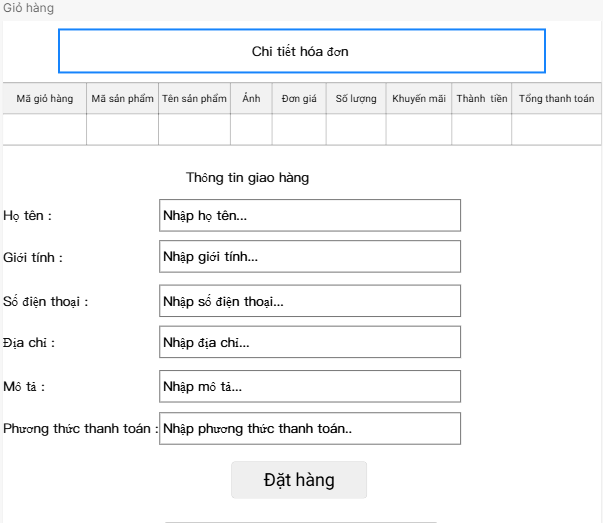 Giỏ hàng
Chi tiết hóa đơn
Mã giỏ hàng Mã sản phẩm Tên sản phẩm Ảnh Đơn giá Số lượng Khuyến mãi Thành tiền Tổng thanh toán
Thông tin giao hàng
Họ tên : Nhập họ tên...
Giới tính : Nhập giới tính...
Số điện thoại : Nhập số điện thoại...
Địa chỉ : Nhập địa chỉ...
Mô tả : Nhập mô tả...
Phương thức thanh toán : Nhập phương thức thanh toán..
Đặt hàng